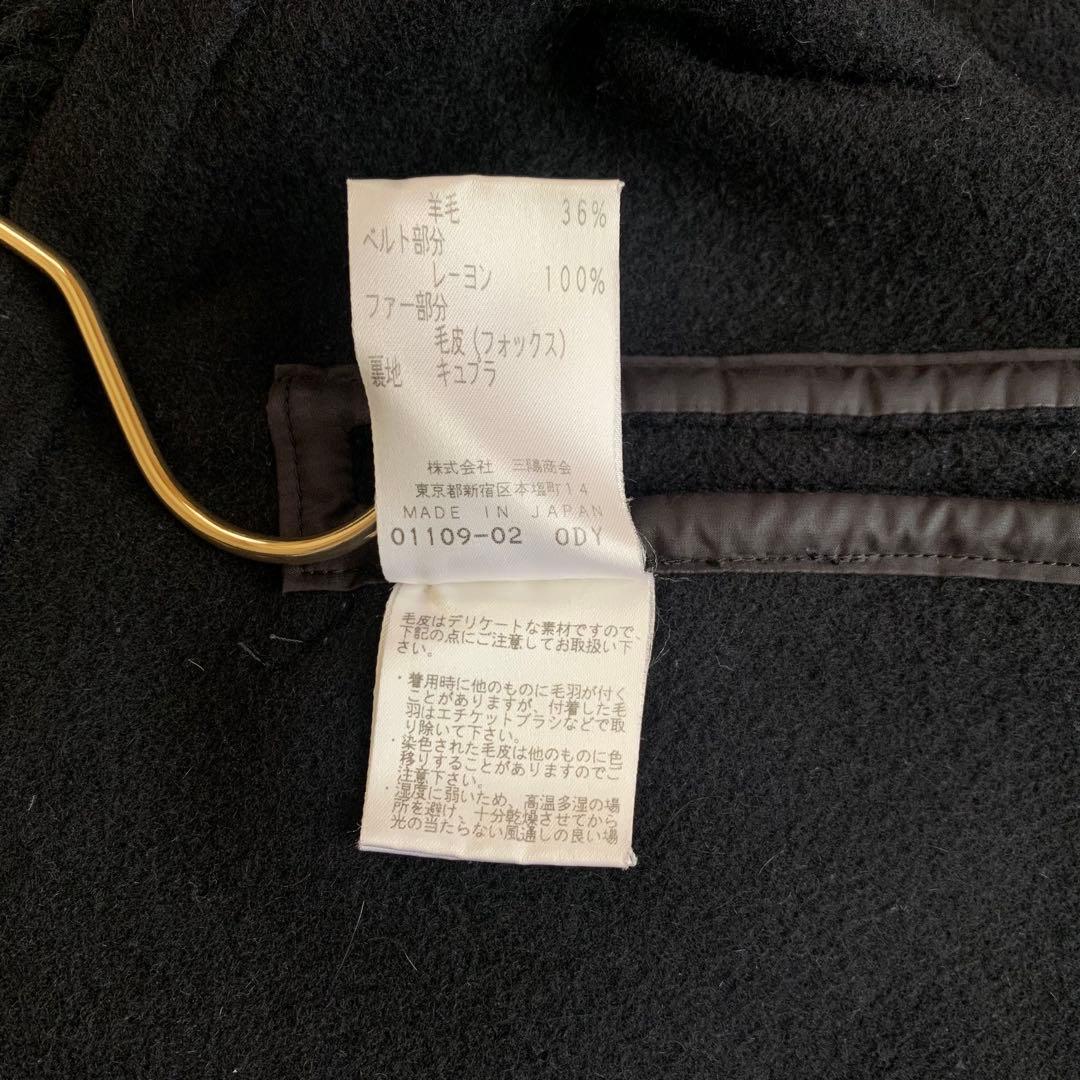 羊毛 36%
ベルト部分
レーヨン 100%
ファー部分
毛皮(フォックス)
裏地 キュプラ
株式会社 三陽商会
東京都新宿区本塩町14
MADE IN JAPAN
01109-02 ODY
毛皮はデリケートな素材ですので、
下記の点にご注意してお取扱い下
さい。
・着用時に他のものに毛羽が付く
ことがありますが、付着した毛
羽はエチケットブラシなどで取
り除いて下さい。
・染色された毛皮は他のものに色
移りすることがありますのでご
注意下さい。
・湿度に弱いため、高温多湿の場
所を避け、十分乾燥させてから
光の当たらない風通しの良い場